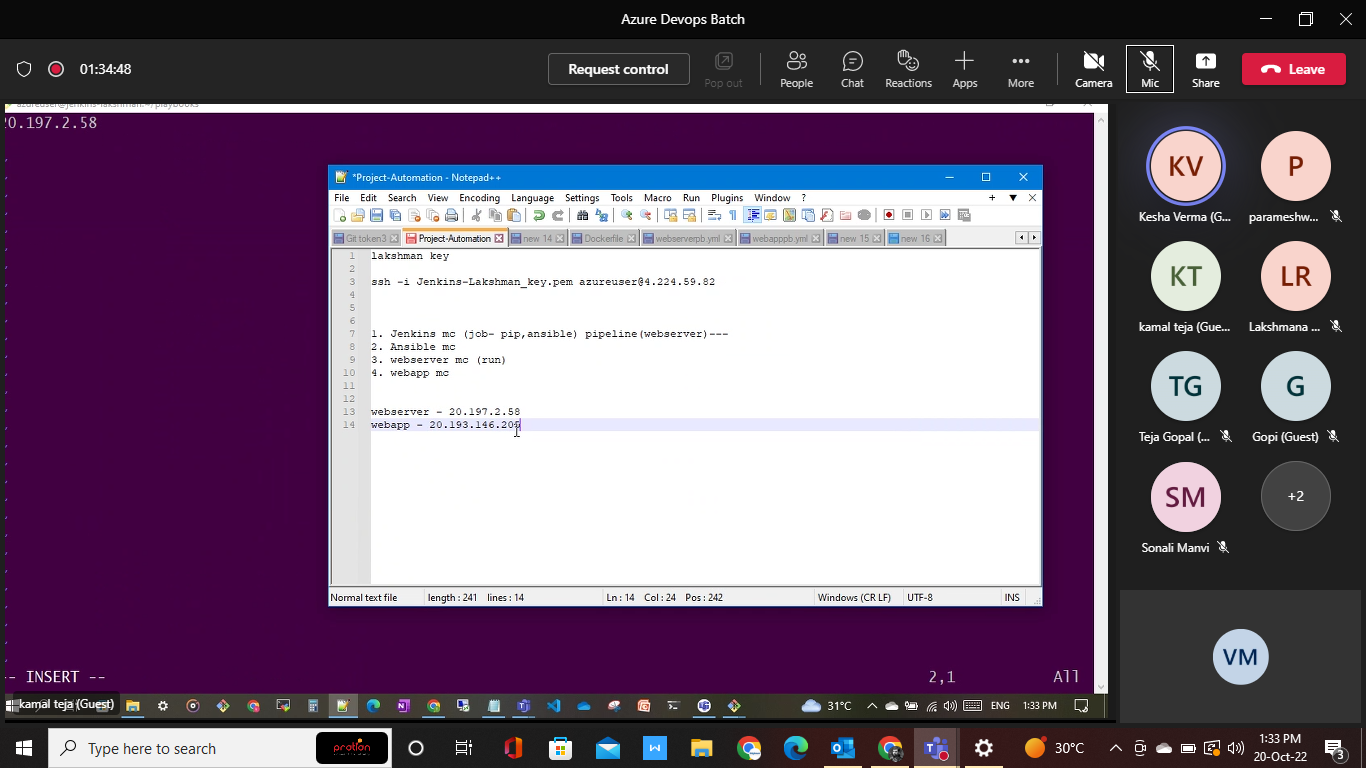 Azure Devops Batch
01:34:48
Request control
Pop out
People
Chat
Reactions
Apps
More
Camera
Mic
Share
Leave
20.197.2.58
*Project-Automation - Notepad++
File Edit Search View Encoding Language Settings Tools Macro Run Plugins Window ?
Git token3
Project-Automation
new 14
Dockerfile
webserverpb.yml
webapppb.yml
new 15
new 16
1 lakshman key
2
3 ssh -i Jenkins-Lakshman_key.pem azureuser@4.224.59.82
4
5
6
7 1. Jenkins mc (job- pip,ansible) pipeline(webserver)---
8 2. Ansible mc
9 3. webserver mc (run)
10 4. webapp mc
11
12
13 webserver - 20.197.2.58
14 webapp - 20.193.146.209
Normal text file length : 241 lines : 14 Ln : 14 Col : 24 Pos : 242 Windows (CR LF) UTF-8 INS
-- INSERT -- 2,1 All
kamal teja (Guest)
31°C ENG 1:33 PM
KV
Kesha Verma (G...
P
parameshw...
KT
kamal teja (Gue...
LR
Lakshmana ...
TG
Teja Gopal (...
G
Gopi (Guest)
SM
Sonali Manvi
+2
VM
Type here to search
30°C
1:33 PM
20-Oct-22
3